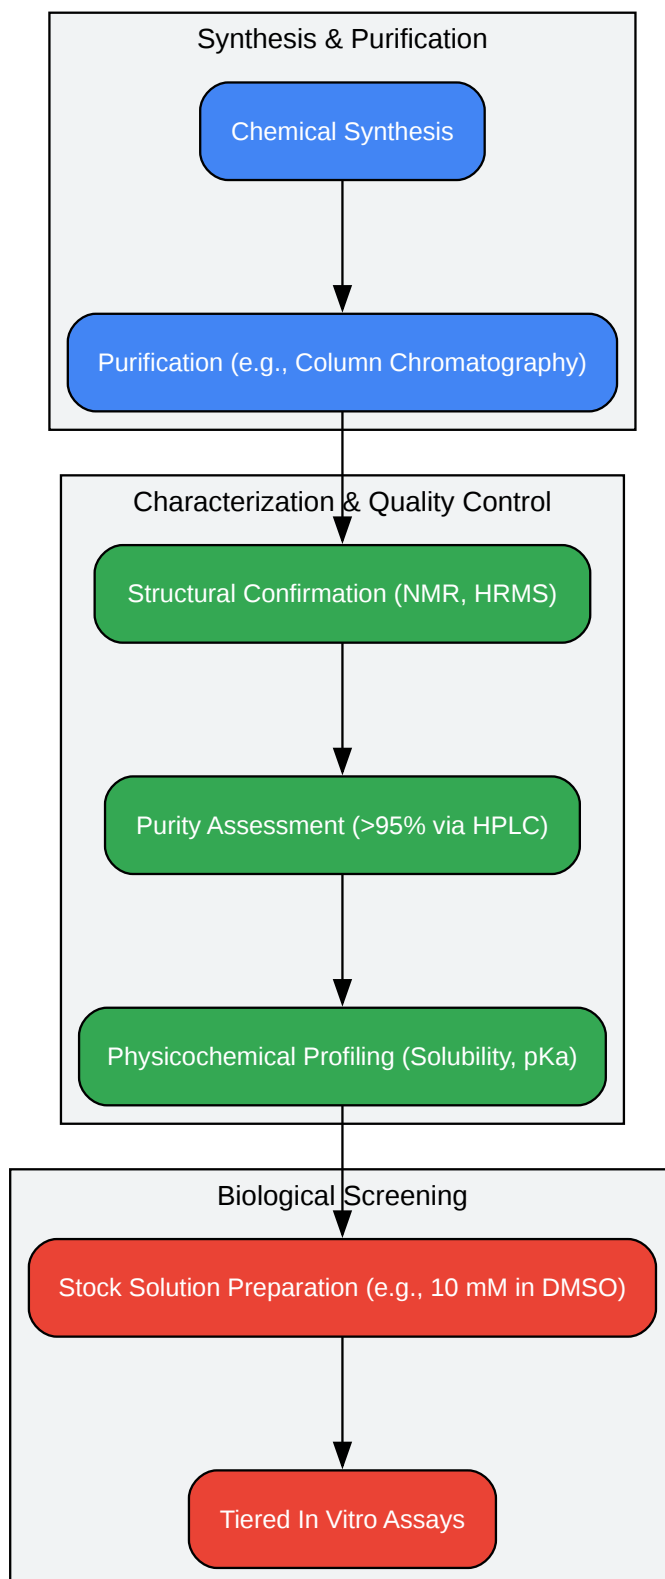 Synthesis & Purification
Chemical Synthesis
Purification (e.g., Column Chromatography)
Characterization & Quality Control
Structural Confirmation (NMR, HRMS)
Purity Assessment (>95% via HPLC)
Physicochemical Profiling (Solubility, pKa)
Biological Screening
Stock Solution Preparation (e.g., 10 mM in DMSO)
Tiered In Vitro Assays